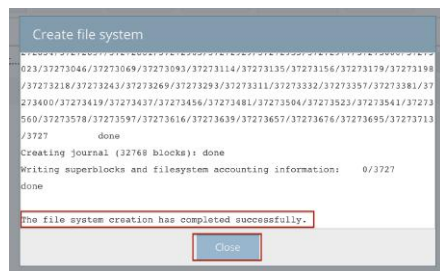 Create file system
023/37273046/37273069/37273093/37273114/37273135/37273156/37273179/37273198
/37273218/37273243/37273269/37273293/37273311/37273332/37273357/37273381/37
273400/37273419/37273437/37273456/37273481/37273504/37273523/37273541/37273
560/37273578/37273597/37273616/37273639/37273657/37273676/37273695/37273713
/3727 done
Creating journal (32768 blocks): done
Writing superblocks and filesystem accounting information: 0/3727
done
The file system creation has completed successfully.
Close